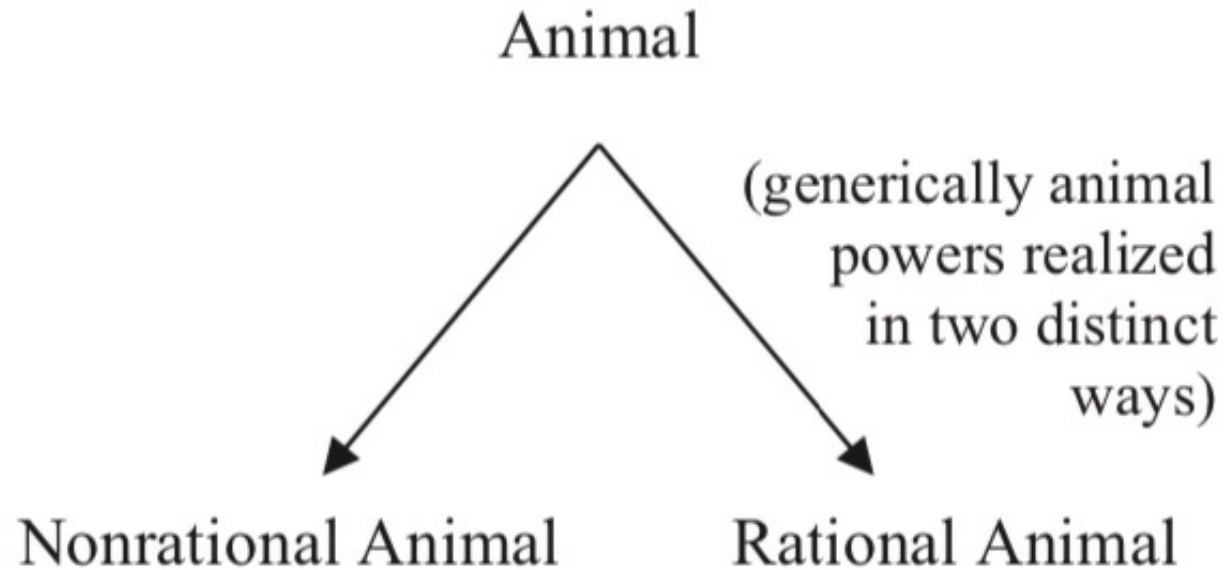 Animal
(generically animal
powers realized
in two distinct
ways)
Nonrational Animal
Rational Animal